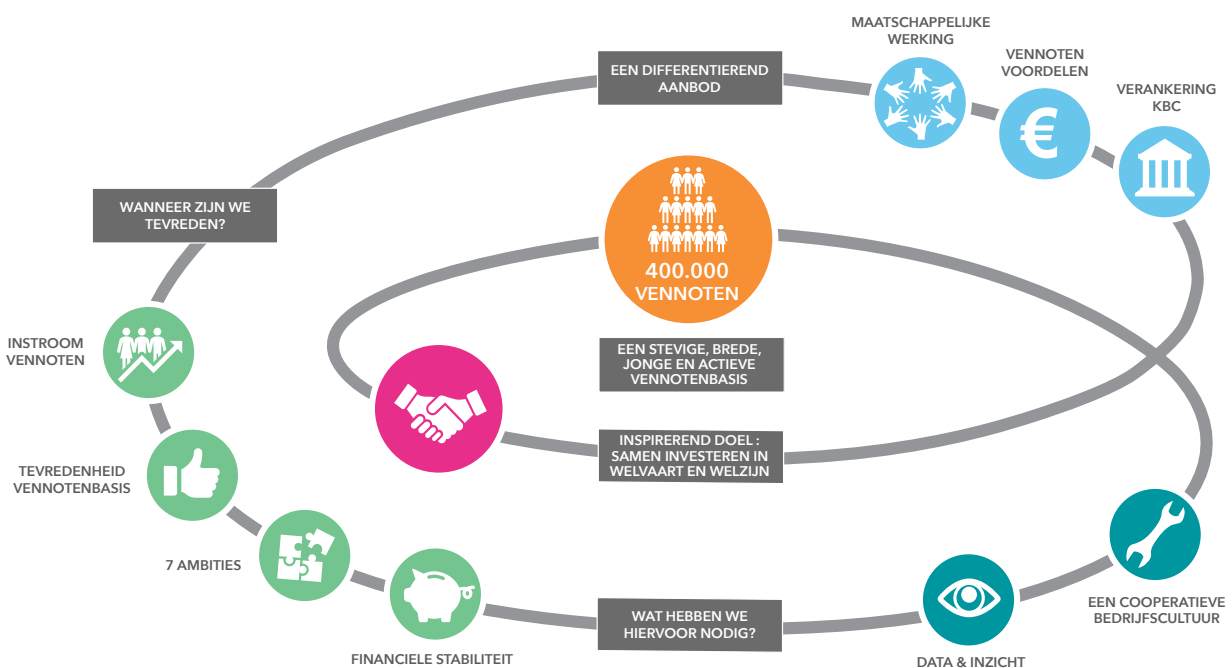 MAATSCHAPPELIJKE
WERKING
VENNOTEN
VOORDELEN
VERANKERING
KBC
EEN DIFFERENTIEREND
AANBOD
€
WANNEER ZIJN WE
TEVREDEN?
400.000
VENNOTEN
INSTROOM
VENNOTEN
EEN STEVIGE, BREDE,
JONGE EN ACTIEVE
VENNOTENBASIS
INSPIREREND DOEL :
SAMEN INVESTEREN IN
WELVAART EN WELZIJN
TEVREDENHEID
VENNOTENBASIS
7 AMBITIES
FINANCIELE STABILITEIT
WAT HEBBEN WE
HIERVOOR NODIG?
DATA & INZICHT
EEN COOPERATIEVE
BEDRIJFSCULTUUR